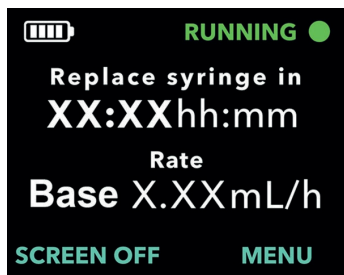 RUNNING
Replace syringe in
XX:XXhh:mm
Rate
Base X.XXmL/h
SCREEN OFF MENU